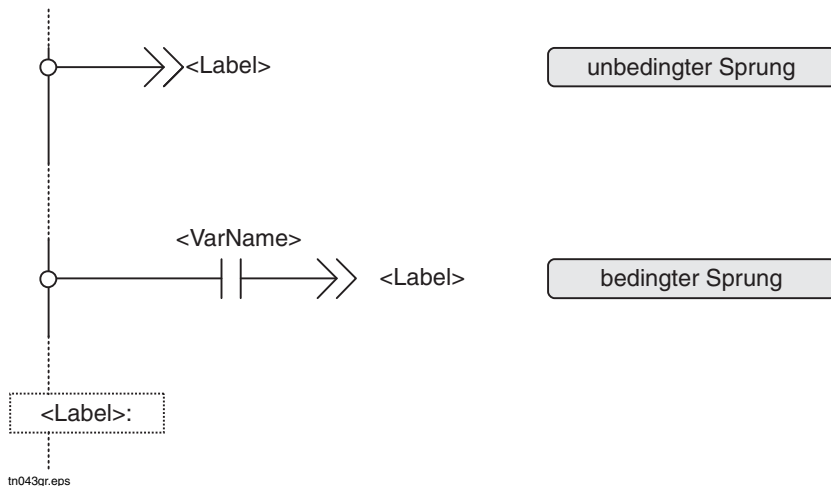 <Label>
unbedingter Sprung
<VarName>
<Label>
bedingter Sprung
<Label>:
tn043gr.eps